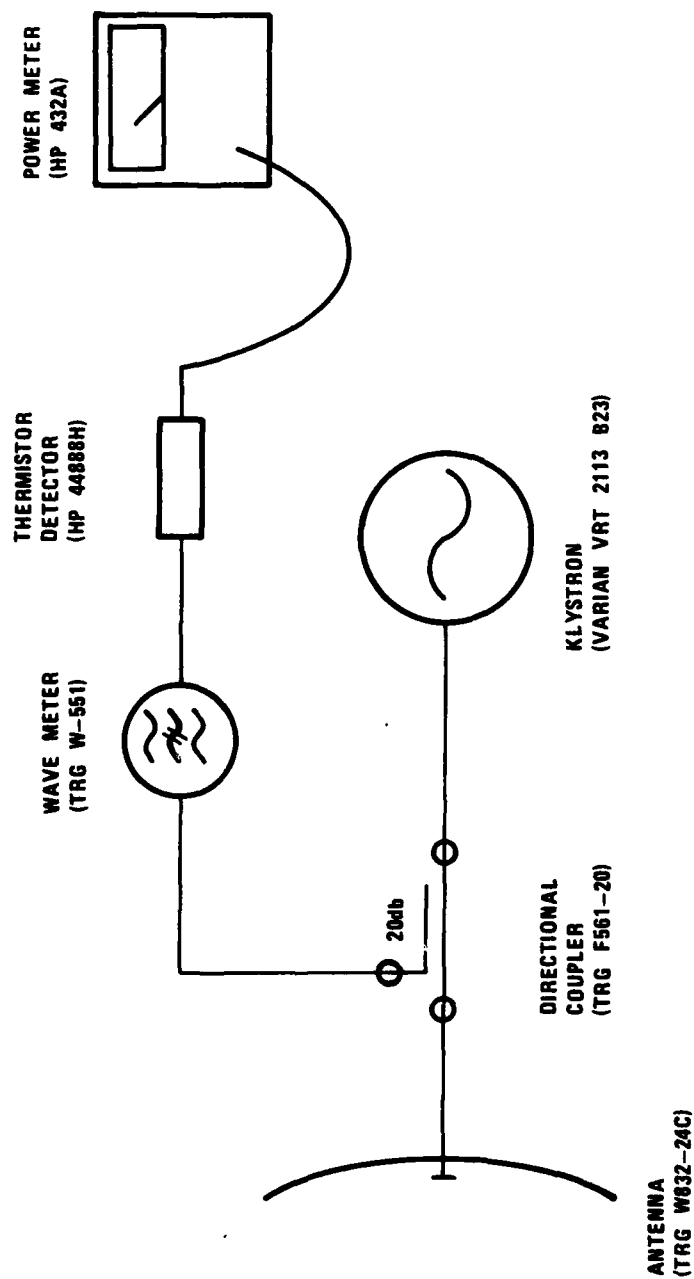 POWER METER
(HP 432A)
THERMISTOR
DETECTOR
(HP 44888H)
WAVE METER
(TRG W-551)
KLYSTRON
(VARIAN VRT 2113 B23)
20db
DIRECTIONAL
COUPLER
(TRG F561-20)
ANTENNA
(TRG W832-24C)